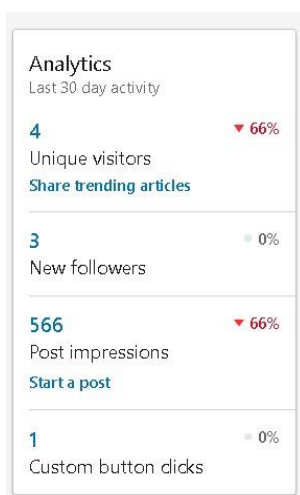 Analytics
Last 30 day activity
4 ▼ 66%
Unique visitors
Share trending articles
3 0%
New followers
566 ▼ 66%
Post impressions
Start a post
1 0%
Custom button clicks